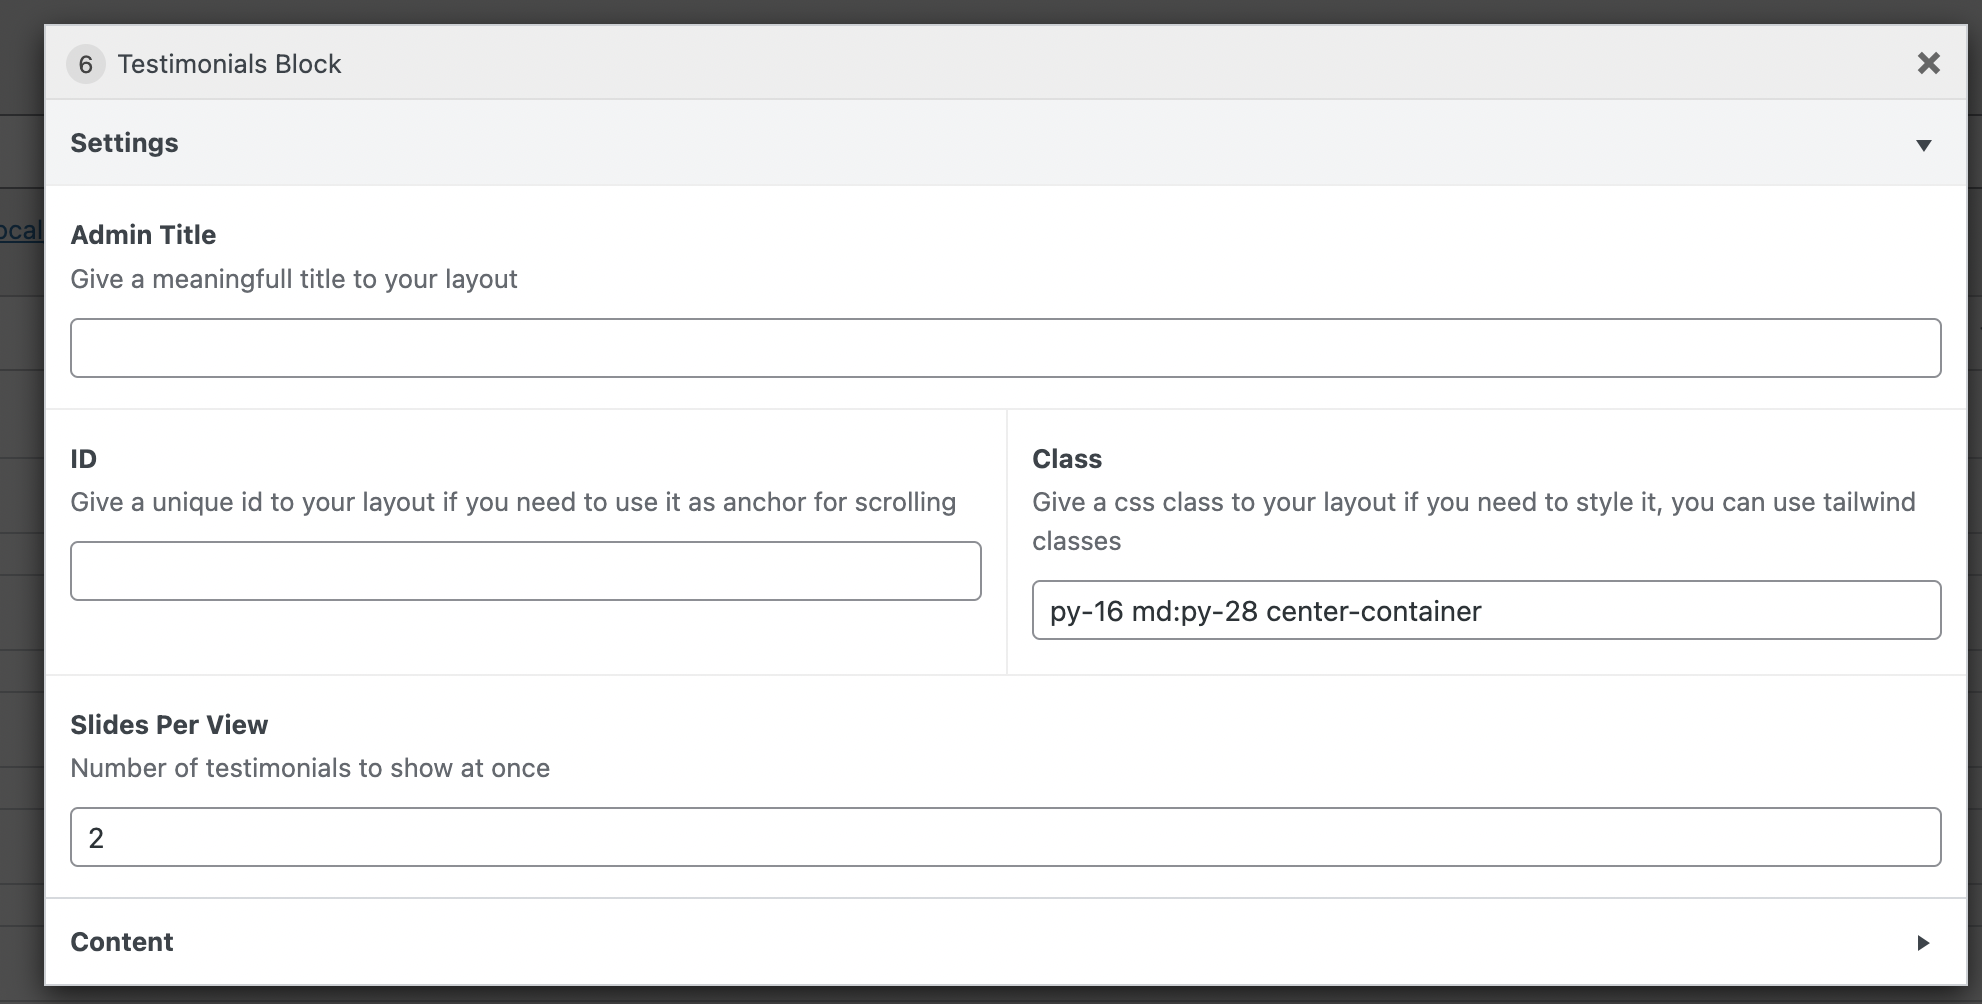 6 Testimonials Block
Settings
Admin Title
Give a meaningfull title to your layout
ocal
ID
Give a unique id to your layout if you need to use it as anchor for scrolling
Class
Give a css class to your layout if you need to style it, you can use tailwind
classes
py-16 md:py-28 center-container
Slides Per View
Number of testimonials to show at once
2
Content